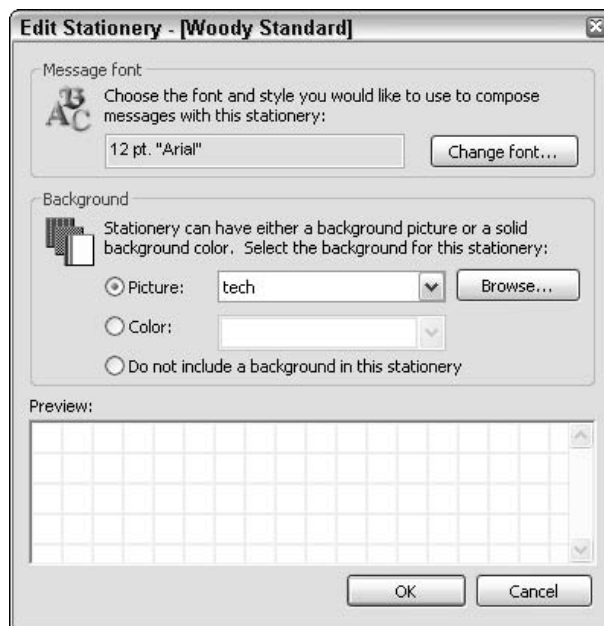 Edit Stationery - [Woody Standard]
Message font
Choose the font and style you would like to use to compose
messages with this stationery:
12 pt. "Arial"
Change font...
Background
Stationery can have either a background picture or a solid
background color. Select the background for this stationery:
Picture:
tech
Browse...
Color:
Do not include a background in this stationery
Preview:
OK
Cancel